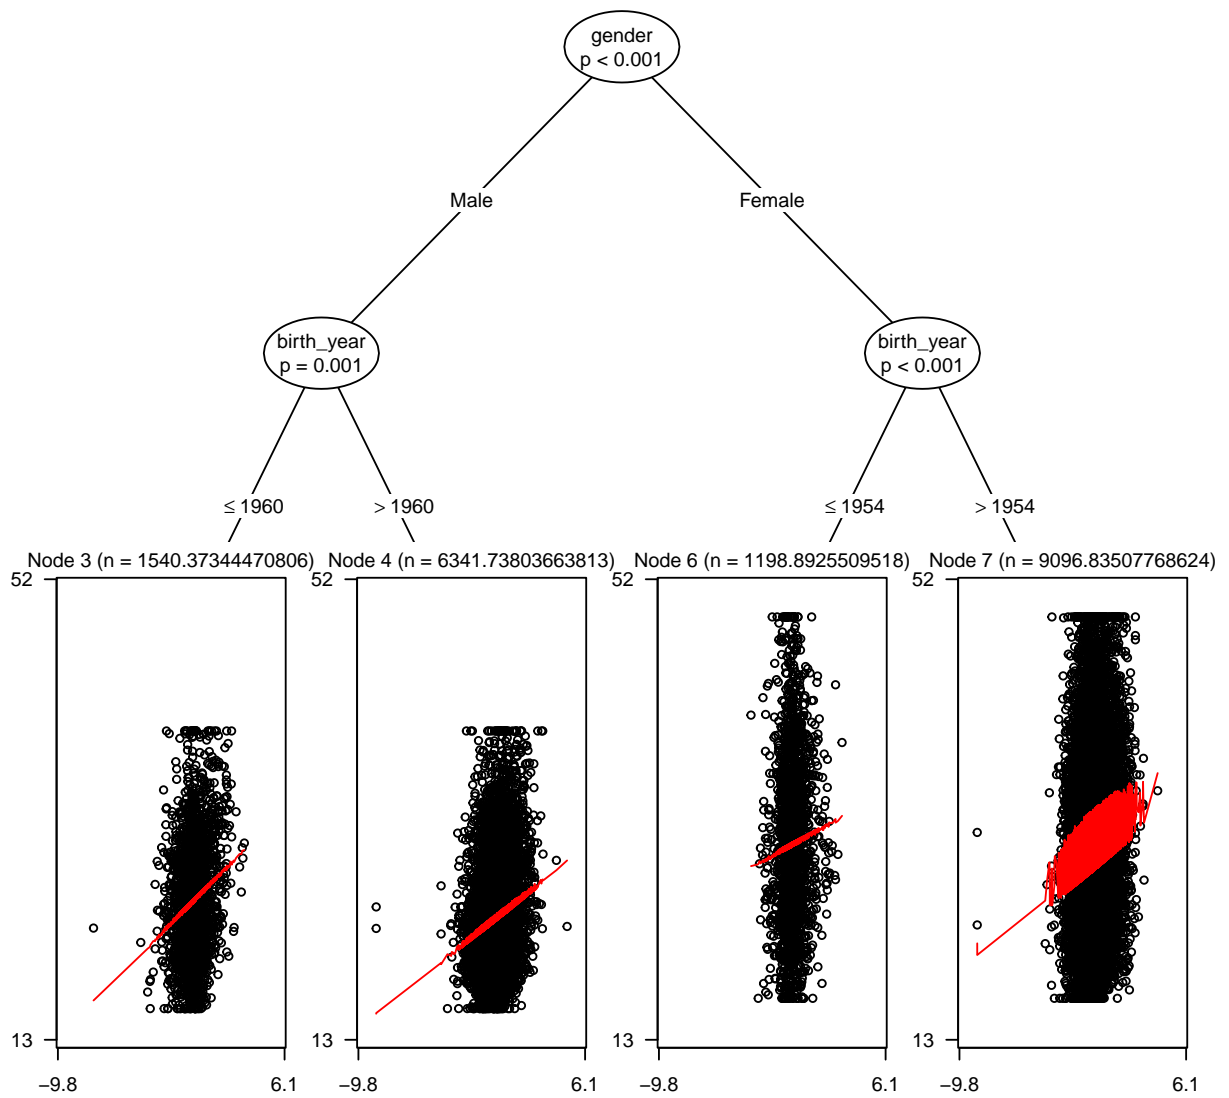 gender
p < 0.001
Male
Female
birth_year
p = 0.001
birth_year
p < 0.001
≤ 1960
> 1960
≤ 1954
> 1954
Node 3 (n = 1540.37344470806)
Node 4 (n = 6341.73803663813)
Node 6 (n = 1198.8925509518)
Node 7 (n = 9096.83507768624)
52
52
52
52
13
13
13
13
−9.8
6.1
−9.8
6.1
−9.8
6.1
−9.8
6.1